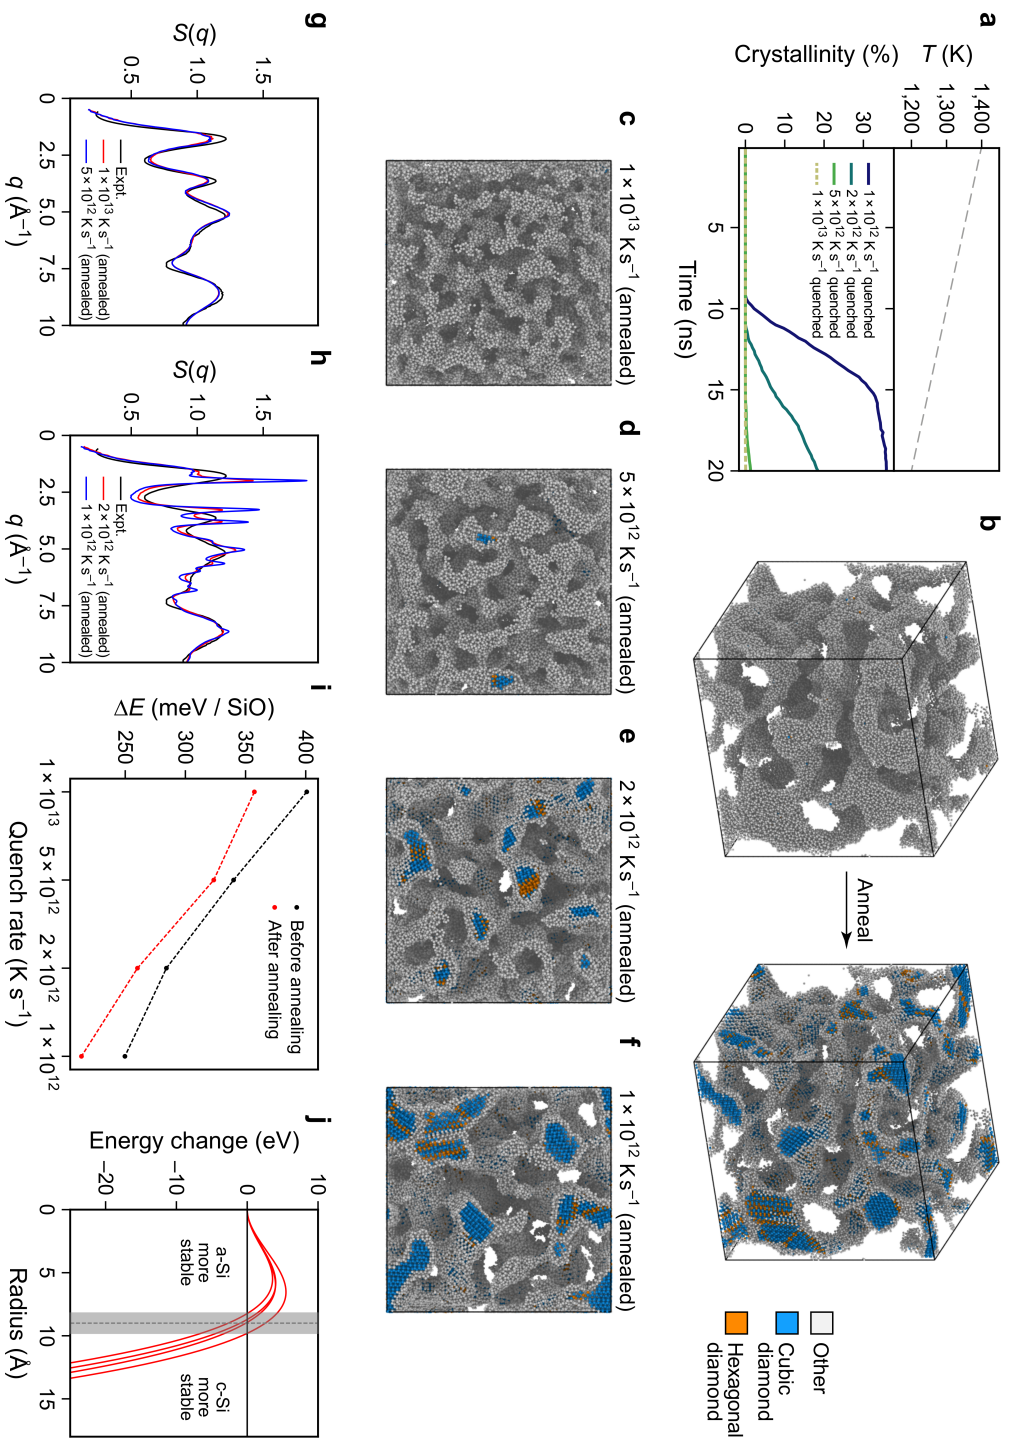 a
T (K)
1,400
1,300
1,200
Crystallinity (%)
30
20
10
0
1 × 10¹² K s⁻¹ quenched
2 × 10¹² K s⁻¹ quenched
5 × 10¹² K s⁻¹ quenched
1 × 10¹³ K s⁻¹ quenched
5
10
15
20
Time (ns)
b
Anneal
Other
Cubic
diamond
Hexagonal
diamond
c
1 × 10¹³ K s⁻¹ (annealed)
d
5 × 10¹² K s⁻¹ (annealed)
e
2 × 10¹² K s⁻¹ (annealed)
f
1 × 10¹² K s⁻¹ (annealed)
g
S(q)
1.5
1.0
0.5
Expt.
1 × 10¹³ K s⁻¹ (annealed)
5 × 10¹² K s⁻¹ (annealed)
0
2.5
5.0
7.5
10
q (Å⁻¹)
h
S(q)
1.5
1.0
0.5
Expt.
2 × 10¹² K s⁻¹ (annealed)
1 × 10¹² K s⁻¹ (annealed)
0
2.5
5.0
7.5
10
q (Å⁻¹)
i
ΔE (meV / SiO)
400
350
300
250
Before annealing
After annealing
1 × 10¹³
5 × 10¹²
2 × 10¹²
1 × 10¹²
Quench rate (K s⁻¹)
j
Energy change (eV)
10
0
−10
−20
a-Si
more
stable
c-Si
more
stable
0
5
10
15
Radius (Å)